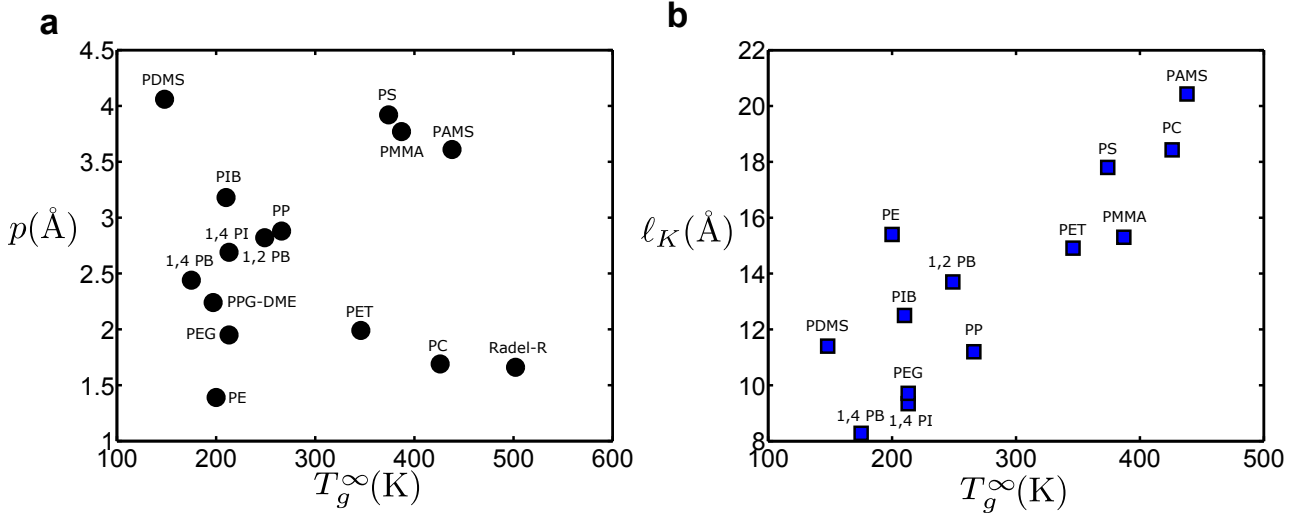 a
4.5
4
3.5
3
2.5
2
1.5
1
p(Å)
PDMS
PS
PMMA
PAMS
PIB
PP
1,4 PI
1,2 PB
1,4 PB
PPG-DME
PEG
PET
PC
Radel-R
PE
100 200 300 400 500 600
T_g^∞(K)
b
22
20
18
16
14
12
10
8
ℓ_K(Å)
PAMS
PC
PS
PE
PMMA
PET
1,2 PB
PIB
PDMS
PP
PEG
1,4 PB
1,4 PI
100 200 300 400 500
T_g^∞(K)